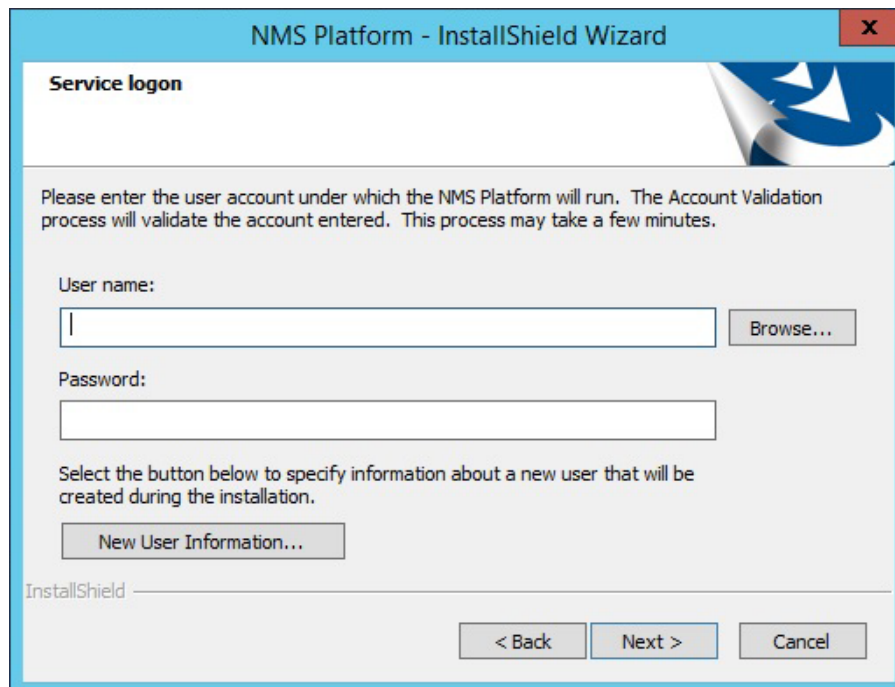 NMS Platform - InstallShield Wizard
x
Service logon
Please enter the user account under which the NMS Platform will run.  The Account Validation
process will validate the account entered.  This process may take a few minutes.
User name:
Browse...
Password:
Select the button below to specify information about a new user that will be
created during the installation.
New User Information...
InstallShield
< Back Next > Cancel